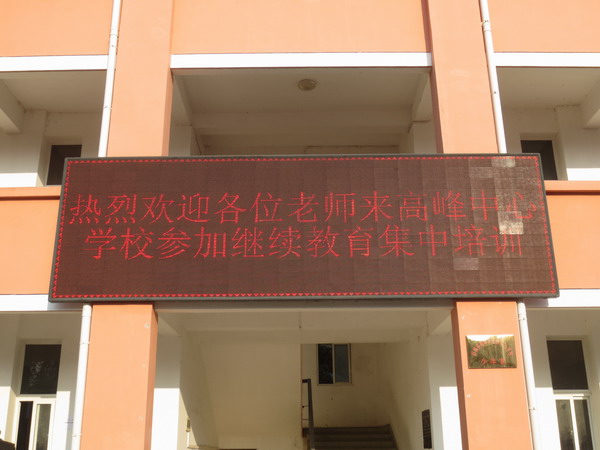 热烈欢迎各位老师来高峰中心
学校参加继续教育集中培训